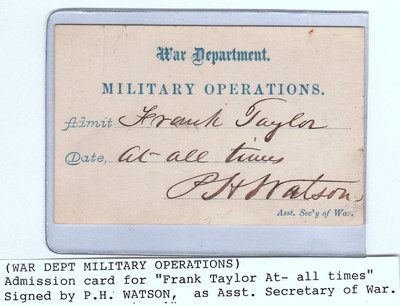 War Department.
MILITARY OPERATIONS.
Admit Frank Taylor
Date, At all times
P H Watson
Asst. Sec'y of War.
(WAR DEPT MILITARY OPERATIONS)
Admission card for "Frank Taylor At- all times"
Signed by P.H. WATSON, as Asst. Secretary of War.